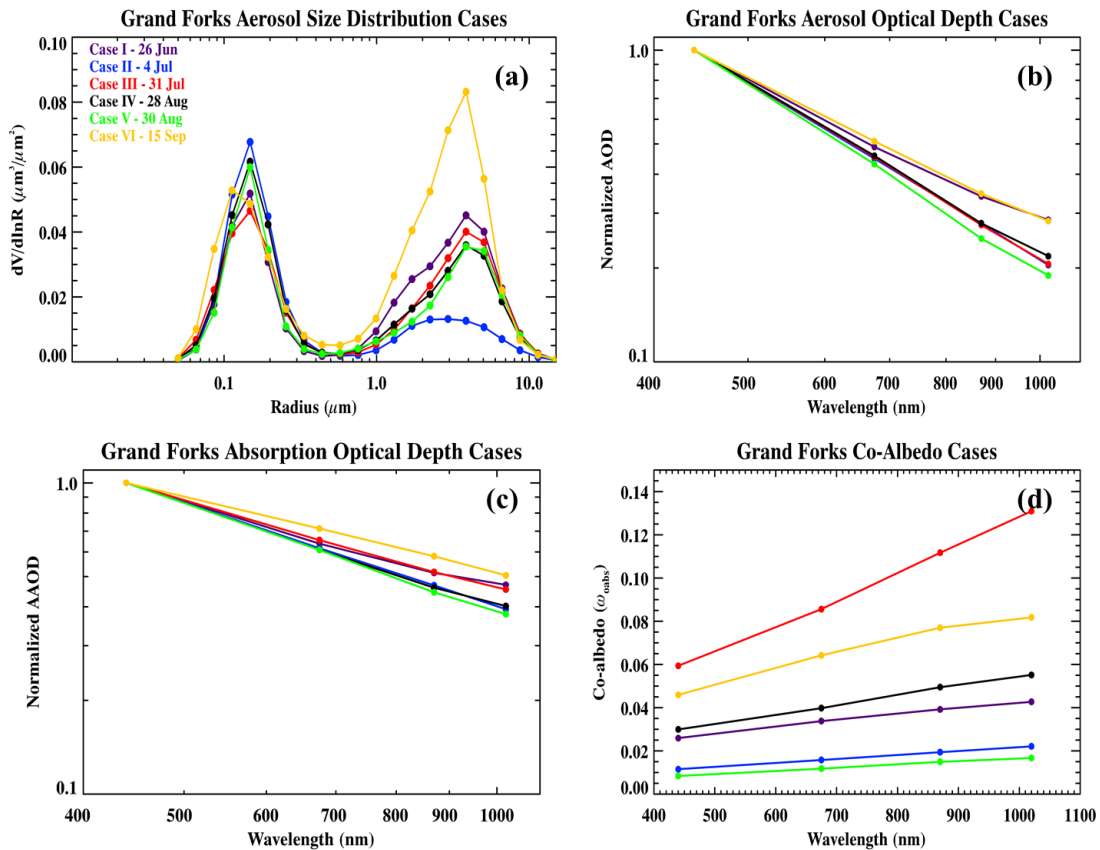 Grand Forks Aerosol Size Distribution Cases
0.10
0.08
0.06
0.04
0.02
0.00
dV/dlnR (μm³/μm²)
Case I - 26 Jun
Case II - 4 Jul
Case III - 31 Jul
Case IV - 28 Aug
Case V - 30 Aug
Case VI - 15 Sep
(a)
0.1
1.0
10.0
Radius (μm)
Grand Forks Aerosol Optical Depth Cases
1.0
0.1
Normalized AOD
(b)
400
500
600
700
800
900
1000
Wavelength (nm)
Grand Forks Absorption Optical Depth Cases
1.0
0.1
Normalized AAOD
(c)
400
500
600
700
800
900
1000
Wavelength (nm)
Grand Forks Co-Albedo Cases
0.14
0.12
0.10
0.08
0.06
0.04
0.02
0.00
Co-albedo (ω_oabs)
(d)
400
500
600
700
800
900
1000
1100
Wavelength (nm)